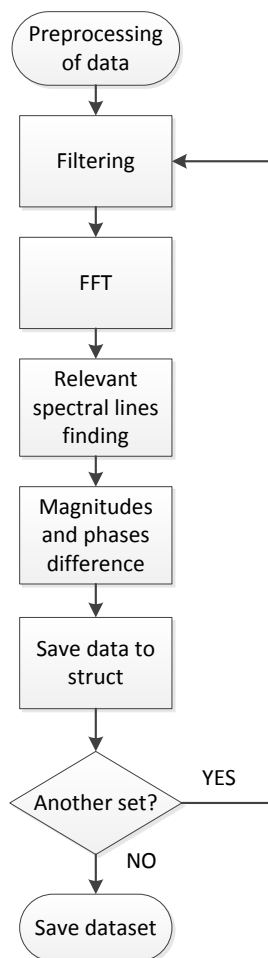 Preprocessing
of data
Filtering
FFT
Relevant
spectral lines
finding
Magnitudes
and phases
difference
Save data to
struct
Another set?
YES
NO
Save dataset